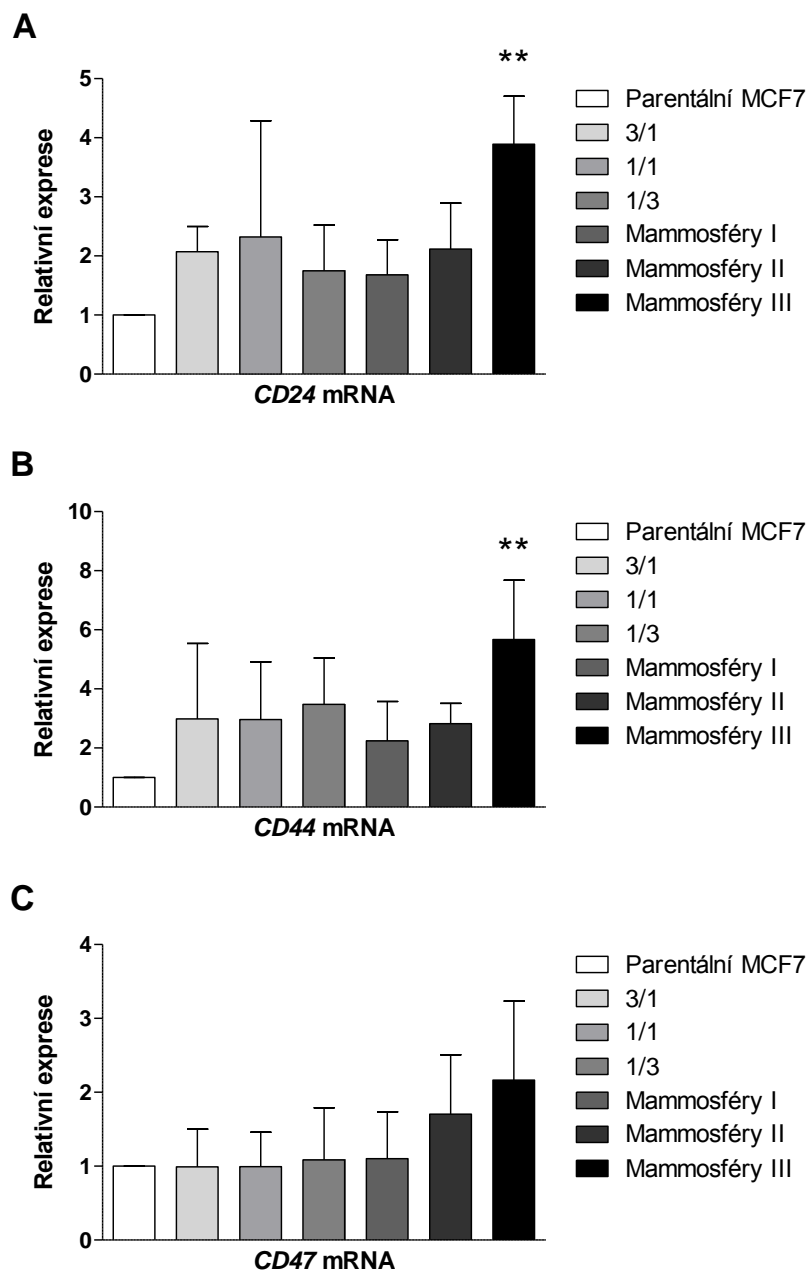 A
**
Relativní exprese
5
4
3
2
1
0
CD24 mRNA
Parentální MCF7
3/1
1/1
1/3
Mammosféry I
Mammosféry II
Mammosféry III
B
**
Relativní exprese
10
8
6
4
2
0
CD44 mRNA
Parentální MCF7
3/1
1/1
1/3
Mammosféry I
Mammosféry II
Mammosféry III
C
Relativní exprese
4
3
2
1
0
CD47 mRNA
Parentální MCF7
3/1
1/1
1/3
Mammosféry I
Mammosféry II
Mammosféry III